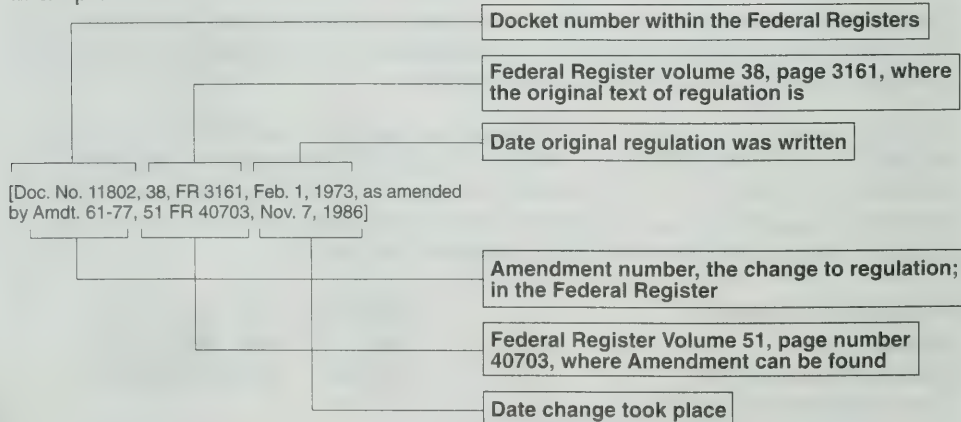 Docket number within the Federal Registers
Federal Register volume 38, page 3161, where
the original text of regulation is
Date original regulation was written
[Doc. No. 11802, 38, FR 3161, Feb. 1, 1973, as amended
by Amdt. 61-77, 51 FR 40703, Nov. 7, 1986]
Amendment number, the change to regulation;
in the Federal Register
Federal Register Volume 51, page number
40703, where Amendment can be found
Date change took place